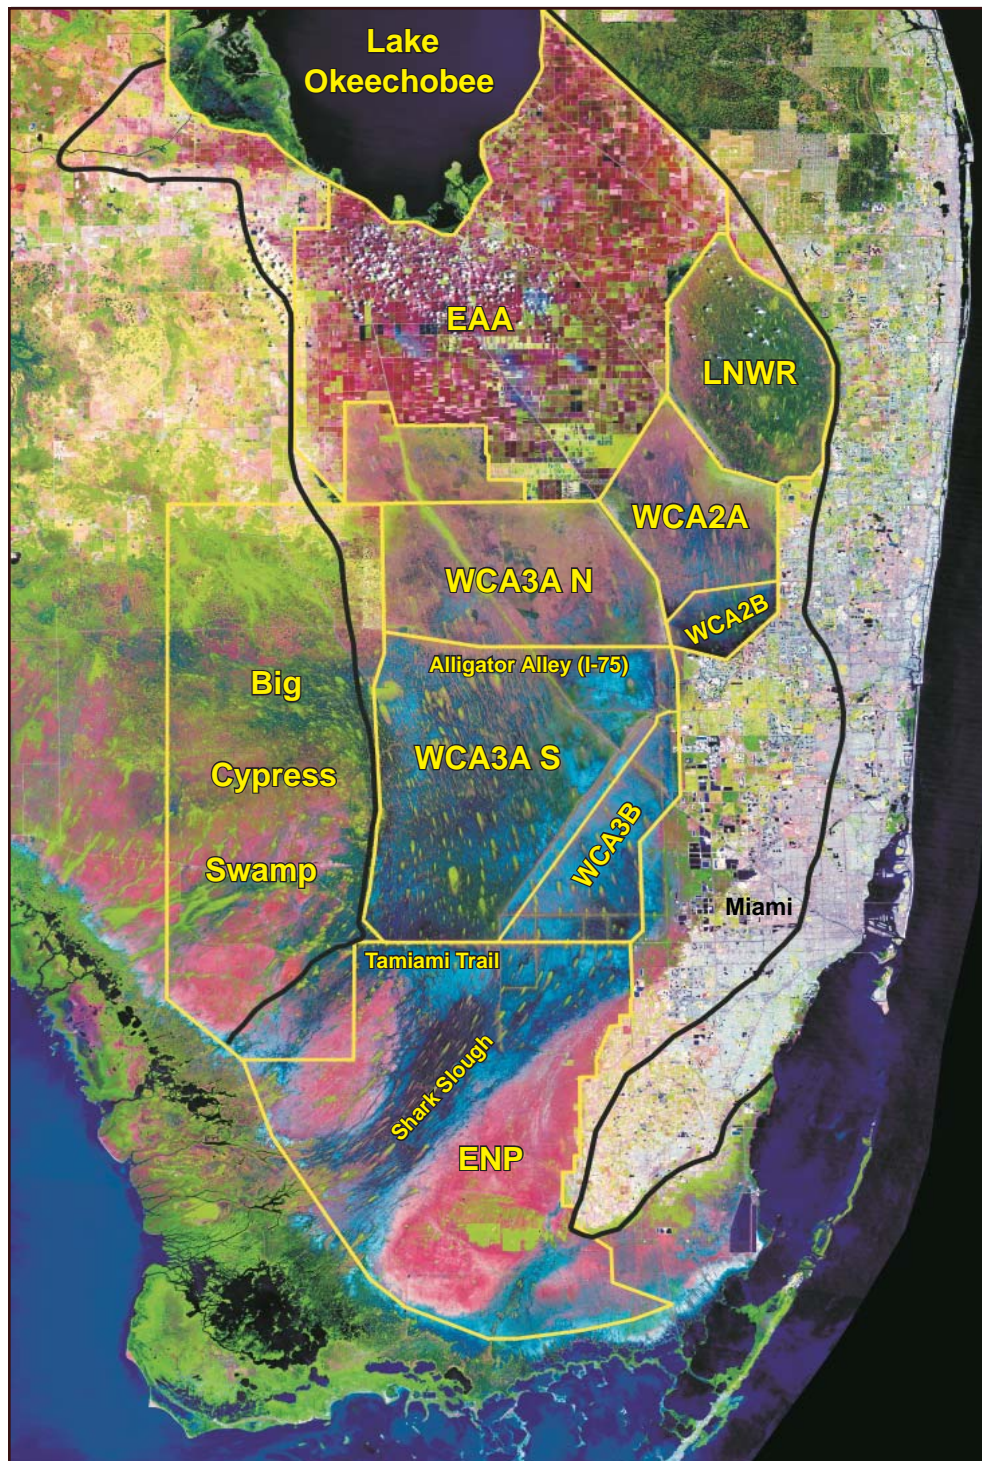 Lake
Okeechobee
EAA
LNWR
WCA2A
WCA3A N
WCA2B
Alligator Alley (I-75)
Big
WCA3A S
Cypress
WCA3B
Swamp
Miami
Tamiami Trail
Shark Slough
ENP